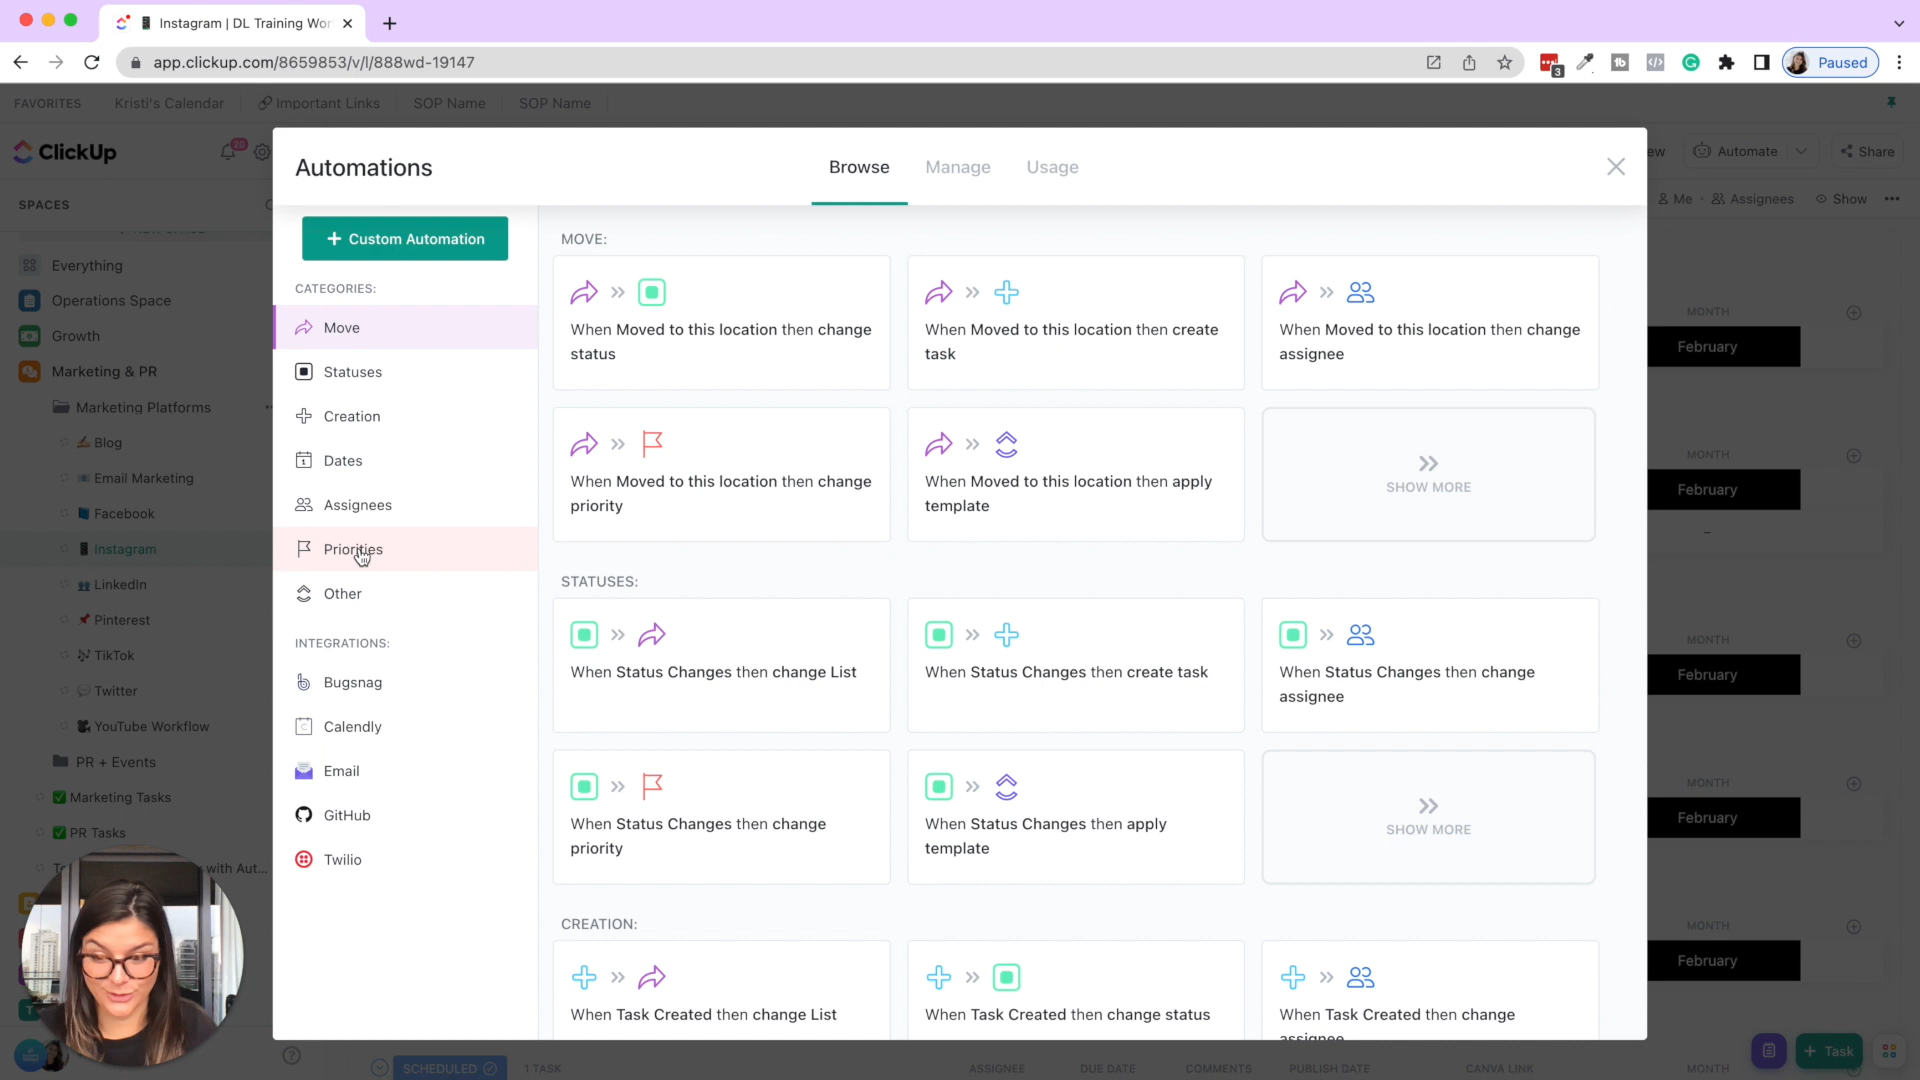 Instagram | DL Training Wor
app.clickup.com/8659853/v/l/888wd-19147
3
Paused
FAVORITES
Kristi's Calendar
Important Links
SOP Name
SOP Name
ClickUp
20
Automate
Share
SPACES
Me
Assignees
Show
Everything
Operations Space
Growth
Marketing & PR
Marketing Platforms
Blog
Email Marketing
Facebook
Instagram
LinkedIn
Pinterest
TikTok
Twitter
YouTube Workflow
PR + Events
Marketing Tasks
PR Tasks
with Aut...
Automations
Browse
Manage
Usage
+ Custom Automation
CATEGORIES:
Move
Statuses
Creation
Dates
Assignees
Priorities
Other
INTEGRATIONS:
Bugsnag
Calendly
Email
GitHub
Twilio
MOVE:
When Moved to this location then change status
When Moved to this location then create task
When Moved to this location then change assignee
When Moved to this location then change priority
When Moved to this location then apply template
SHOW MORE
STATUSES:
When Status Changes then change List
When Status Changes then create task
When Status Changes then change assignee
When Status Changes then change priority
When Status Changes then apply template
SHOW MORE
CREATION:
When Task Created then change List
When Task Created then change status
When Task Created then change assignee
MONTH
February
MONTH
February
–
MONTH
February
MONTH
February
MONTH
February
SCHEDULED
1 TASK
ASSIGNEE
DUE DATE
COMMENTS
PUBLISH DATE
CANVA LINK
MONTH
+ Task